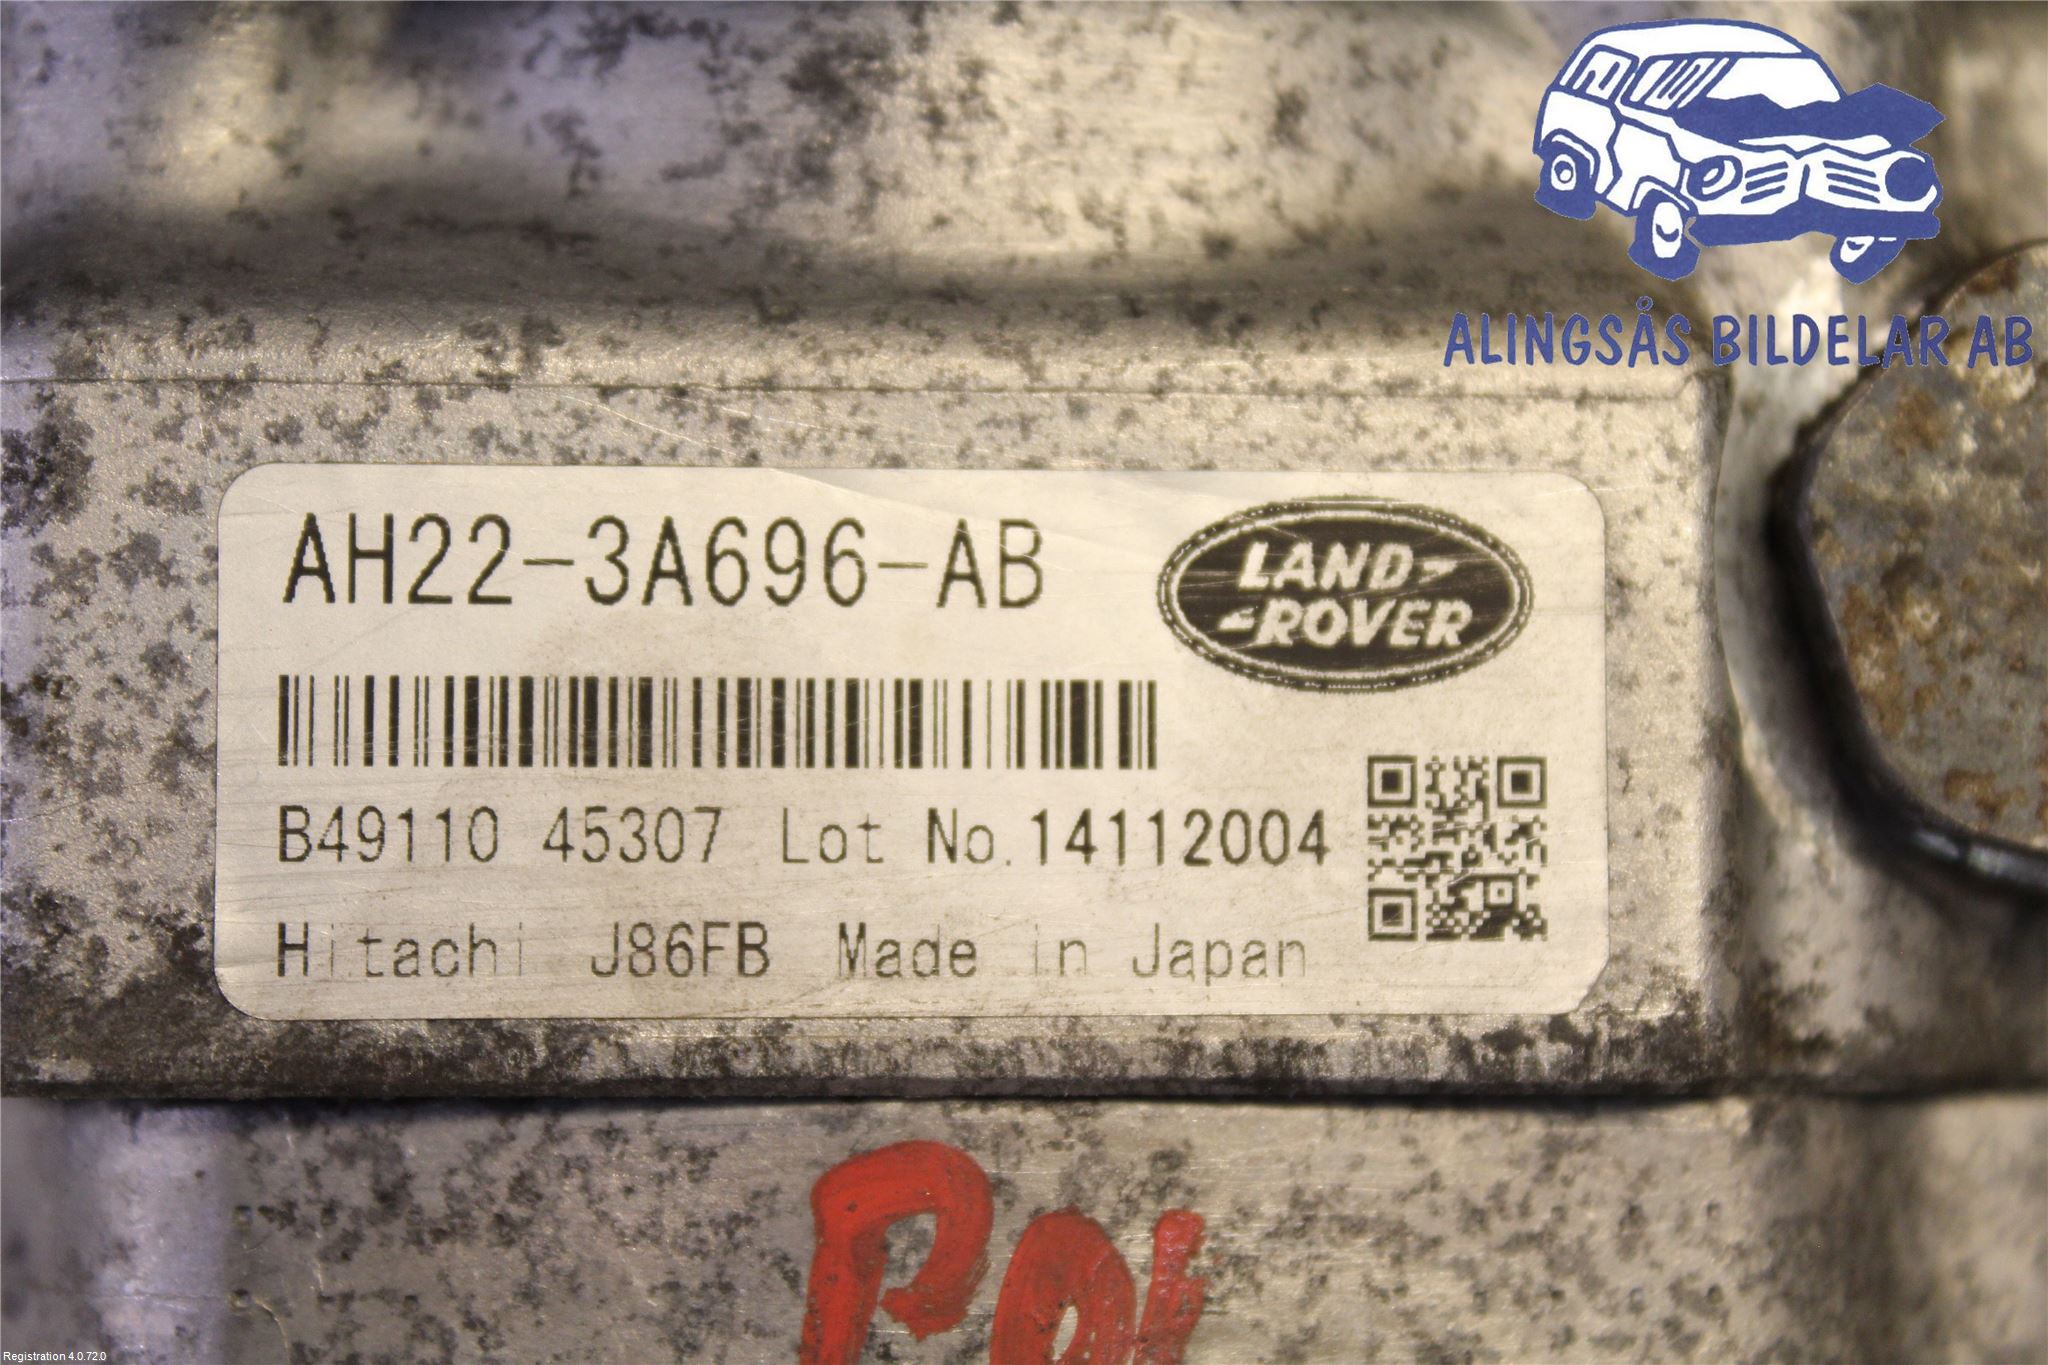 ALINGSÅS BILDELAR AB
AH22-3A696-AB
LAND-
-ROVER
B49110 45307 Lot No.14112004
Hitachi J86FB Made in Japan
Registration 4.0.72.0